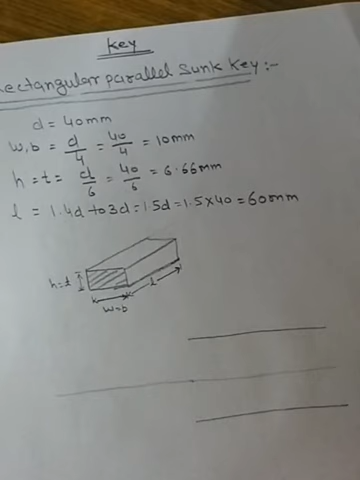 Key
Rectangular parallel Sunk Key :-
d = 40mm
w, b = d/4 = 40/4 = 10mm
h = t = d/6 = 40/6 = 6.66mm
l = 1.4d to 3d = 1.5d = 1.5×40 = 60mm
h=t
l
w=b